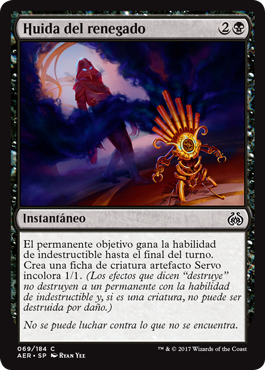 Huida del renegado 2
Instantáneo
El permanente objetivo gana la habilidad
de indestructible hasta el final del turno.
Crea una ficha de criatura artefacto Servo
incolora 1/1. (Los efectos que dicen “destruye”
no destruyen a un permanente con la habilidad
de indestructible y, si es una criatura, no puede
ser destruida por daño.)
No se puede luchar contra lo que no se encuentra.
069/184 C
AER • SP Ryan Yee
™ & © 2017 Wizards of the Coast